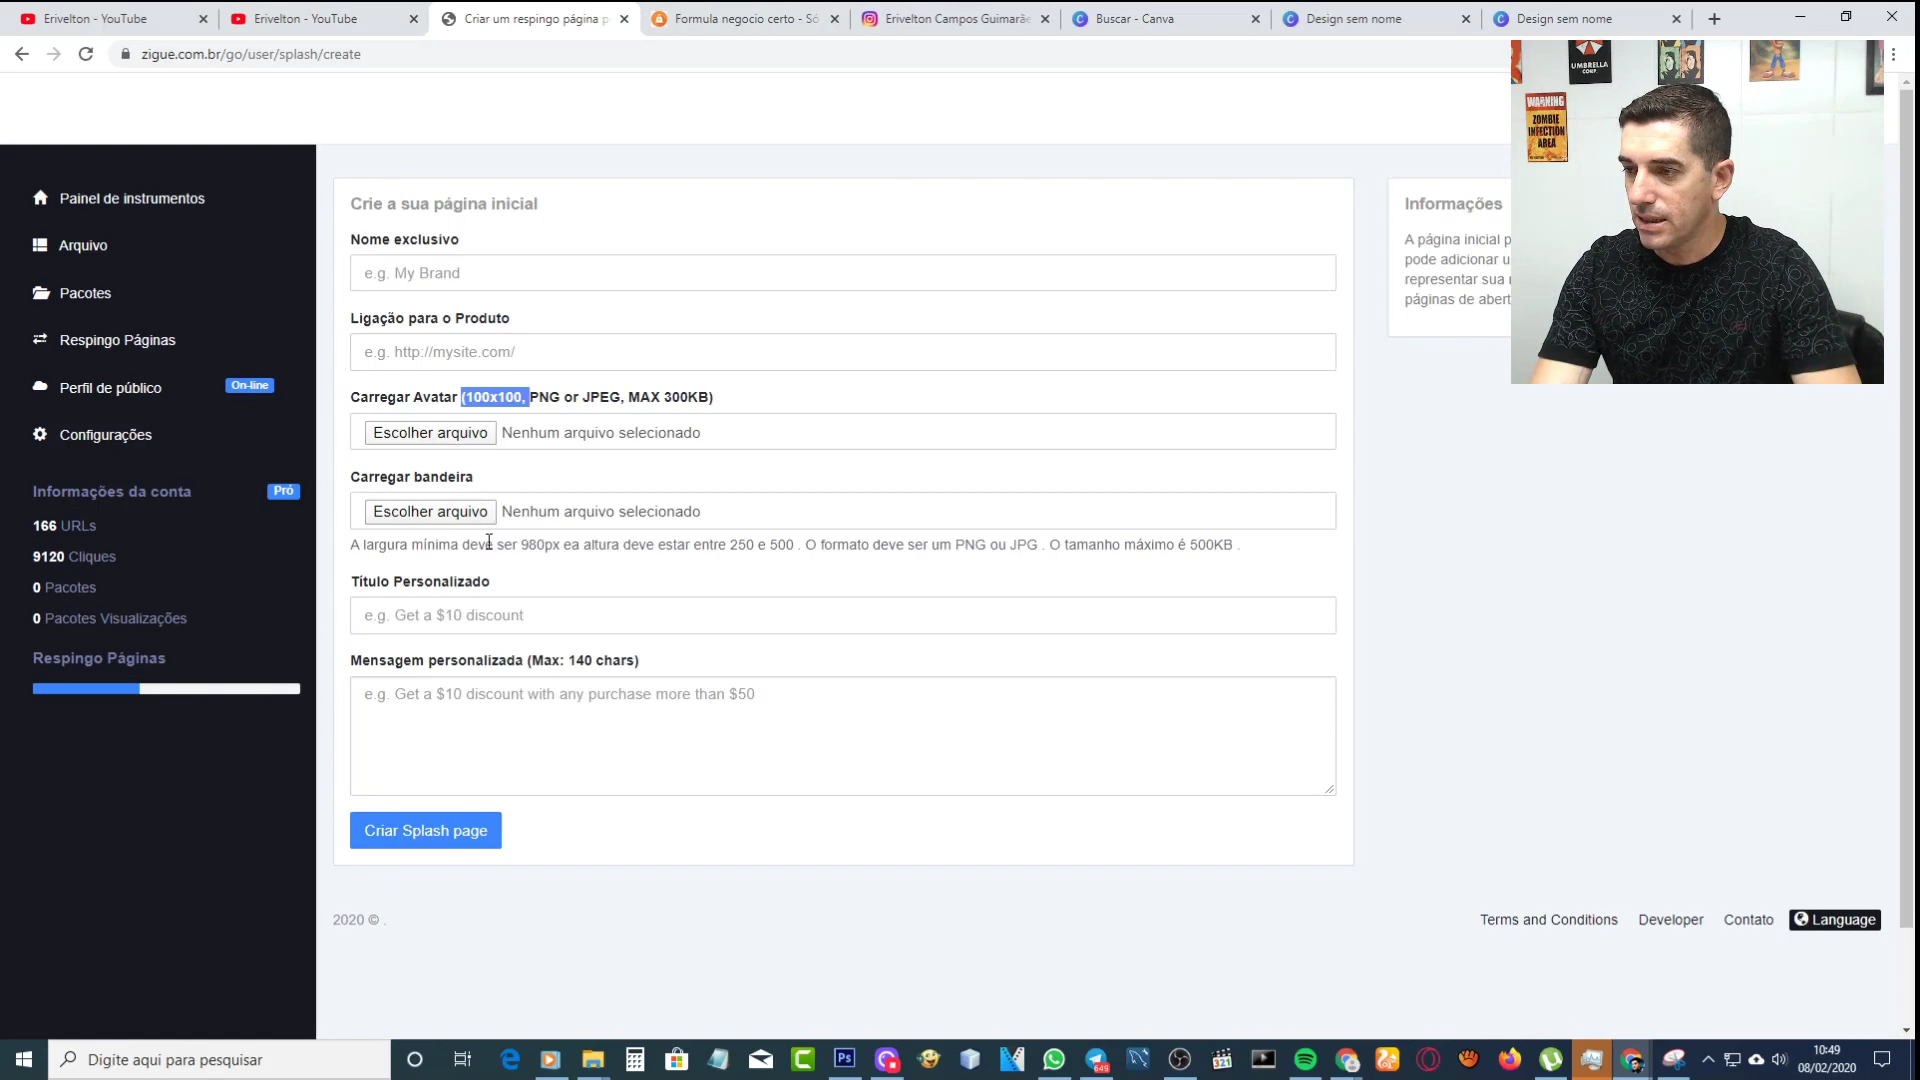 Erivelton - YouTube
Erivelton - YouTube
Criar um respingo página p
Formula negocio certo - Só
Erivelton Campos Guimarãe
Buscar - Canva
Design sem nome
Design sem nome
zigue.com.br/go/user/splash/create
UMBRELLA
CORP.
WARNING
ZOMBIE
INFECTION
AREA
Painel de instrumentos
Arquivo
Pacotes
Respingo Páginas
Perfil de público
On-line
Configurações
Informações da conta
Pró
166 URLs
9120 Cliques
0 Pacotes
0 Pacotes Visualizações
Respingo Páginas
Crie a sua página inicial
Nome exclusivo
e.g. My Brand
Ligação para o Produto
e.g. http://mysite.com/
Carregar Avatar (100x100, PNG or JPEG, MAX 300KB)
Escolher arquivo Nenhum arquivo selecionado
Carregar bandeira
Escolher arquivo Nenhum arquivo selecionado
A largura mínima deve ser 980px ea altura deve estar entre 250 e 500 . O formato deve ser um PNG ou JPG . O tamanho máximo é 500KB .
Título Personalizado
e.g. Get a $10 discount
Mensagem personalizada (Max: 140 chars)
e.g. Get a $10 discount with any purchase more than $50
Criar Splash page
Informações
A página inicial p
pode adicionar u
representar sua
páginas de abert
2020 © .
Terms and Conditions
Developer
Contato
Language
Digite aqui para pesquisar
Ps
649
321
10:49
08/02/2020